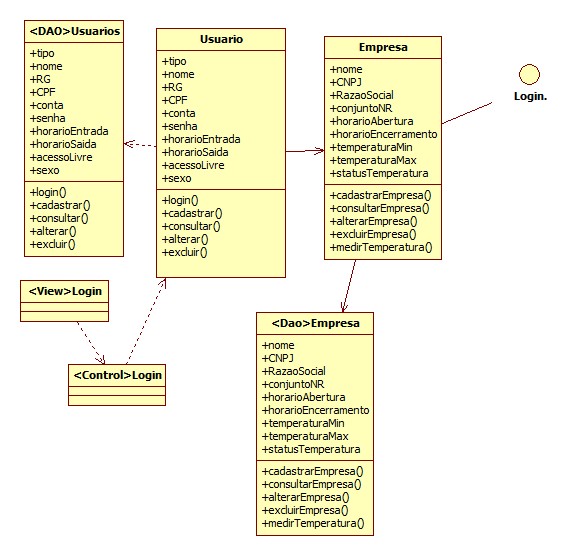 <DAO>Usuarios
+tipo
+nome
+RG
+CPF
+conta
+senha
+horarioEntrada
+horarioSaida
+acessoLivre
+sexo
+login()
+cadastrar()
+consultar()
+alterar()
+excluir()
Usuario
+tipo
+nome
+RG
+CPF
+conta
+senha
+horarioEntrada
+horarioSaida
+acessoLivre
+sexo
+login()
+cadastrar()
+consultar()
+alterar()
+excluir()
Empresa
+nome
+CNPJ
+RazaoSocial
+conjuntoNR
+horarioAbertura
+horarioEncerramento
+temperaturaMin
+temperaturaMax
+statusTemperatura
+cadastrarEmpresa()
+consultarEmpresa()
+alterarEmpresa()
+excluirEmpresa()
+medirTemperatura()
Login.
<View>Login
<Control>Login
<Dao>Empresa
+nome
+CNPJ
+RazaoSocial
+conjuntoNR
+horarioAbertura
+horarioEncerramento
+temperaturaMin
+temperaturaMax
+statusTemperatura
+cadastrarEmpresa()
+consultarEmpresa()
+alterarEmpresa()
+excluirEmpresa()
+medirTemperatura()